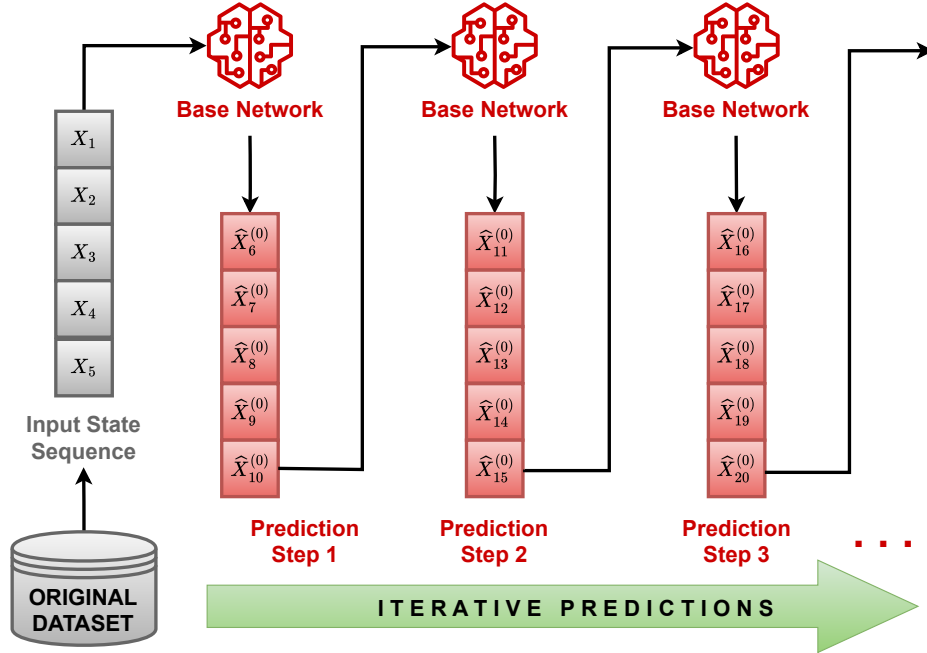 Base Network
Base Network
Base Network
X₁
X₂
X₃
X₄
X₅
Input State
Sequence
ORIGINAL
DATASET
X̂₆⁽⁰⁾
X̂₇⁽⁰⁾
X̂₈⁽⁰⁾
X̂₉⁽⁰⁾
X̂₁₀⁽⁰⁾
Prediction
Step 1
X̂₁₁⁽⁰⁾
X̂₁₂⁽⁰⁾
X̂₁₃⁽⁰⁾
X̂₁₄⁽⁰⁾
X̂₁₅⁽⁰⁾
Prediction
Step 2
X̂₁₆⁽⁰⁾
X̂₁₇⁽⁰⁾
X̂₁₈⁽⁰⁾
X̂₁₉⁽⁰⁾
X̂₂₀⁽⁰⁾
Prediction
Step 3
. . .
ITERATIVE PREDICTIONS